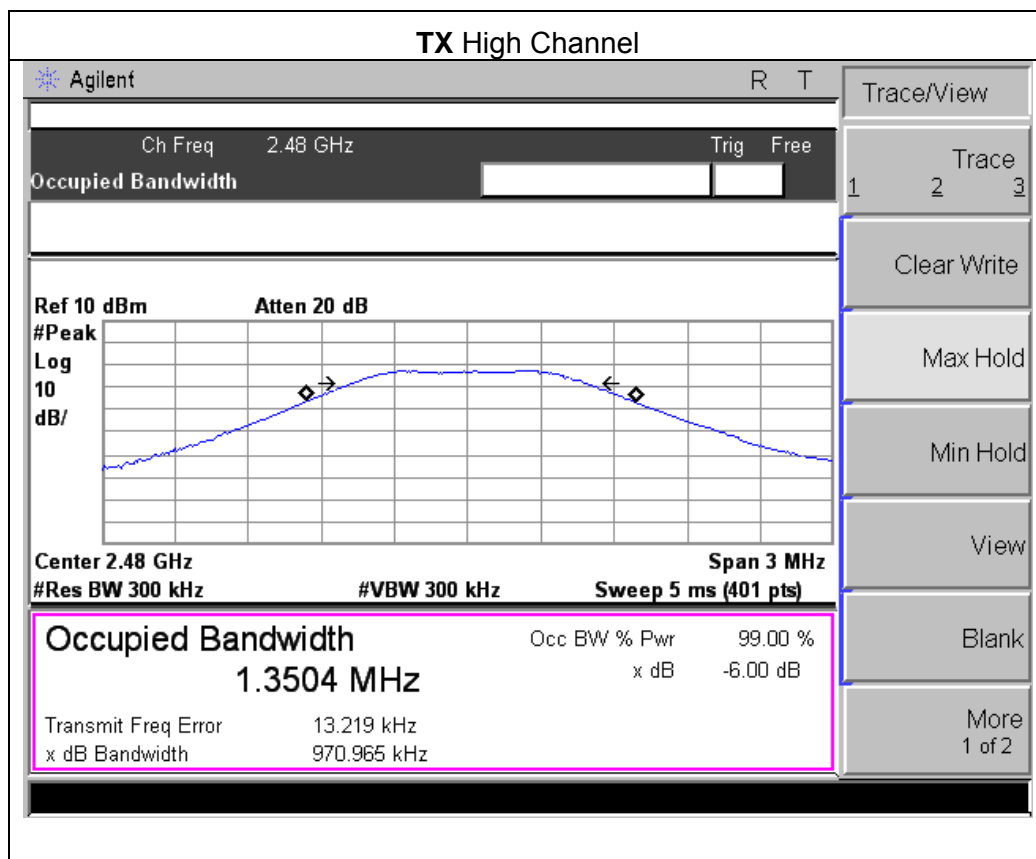 TX High Channel
Agilent R T
Trace/View
Ch Freq 2.48 GHz Trig Free
Occupied Bandwidth
Trace
1 2 3
Clear Write
Ref 10 dBm Atten 20 dB
#Peak
Log
10
dB/
Max Hold
Min Hold
View
Center 2.48 GHz Span 3 MHz
#Res BW 300 kHz #VBW 300 kHz Sweep 5 ms (401 pts)
Occupied Bandwidth
1.3504 MHz
Occ BW % Pwr 99.00 %
x dB -6.00 dB
Transmit Freq Error 13.219 kHz
x dB Bandwidth 970.965 kHz
Blank
More
1 of 2